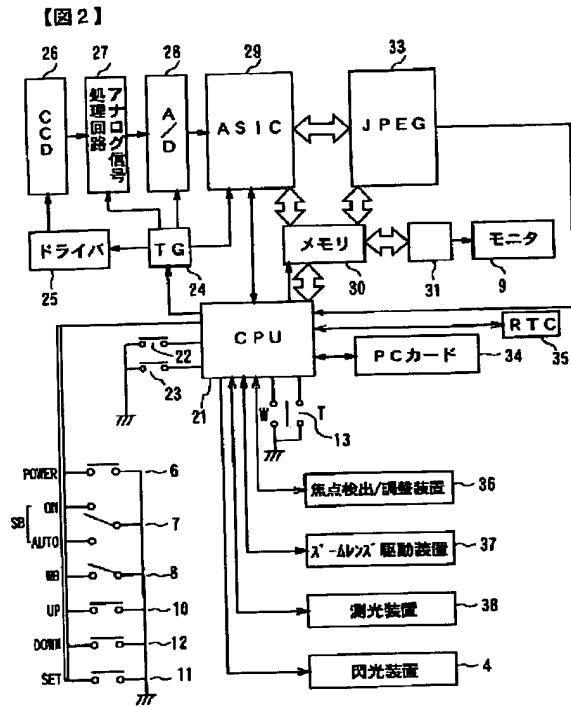 【図2】
26
27
28
29
33
CCD
アナログ信号
処理回路
A/D
ASIC
JPEG
ドライバ
TG
メモリ
モニタ
25
24
30
31
9
CPU
RTC
35
22
PCカード
34
23
21
W
T
13
POWER
6
焦点検出/調整装置
36
SB
ON
7
AUTO
ズームレンズ駆動装置
37
WB
8
UP
10
測光装置
38
DOWN
12
SET
11
閃光装置
4